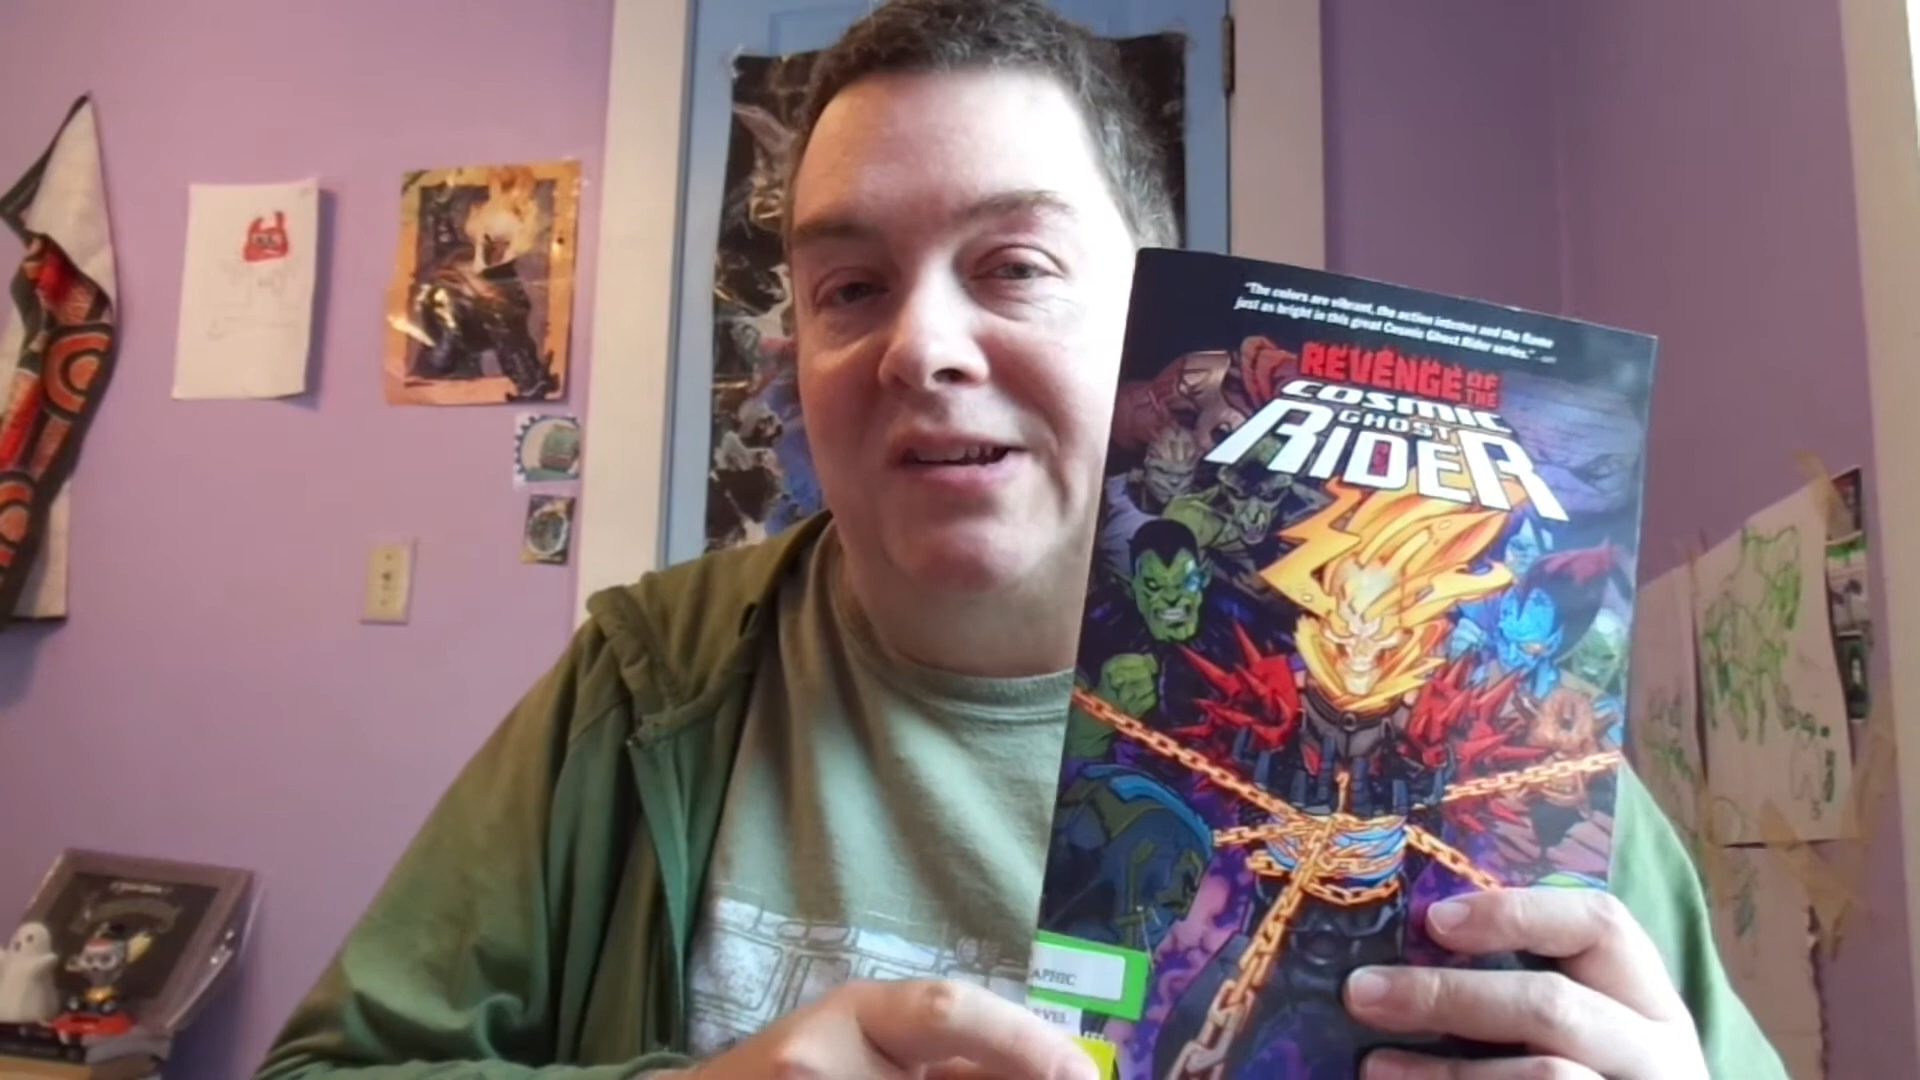 "The colors are vibrant, the action intense and the flame
just as bright in this great Cosmic Ghost Rider series."
REVENGE OF THE
COSMIC
GHOST
RIDER
APHIC
EVEL